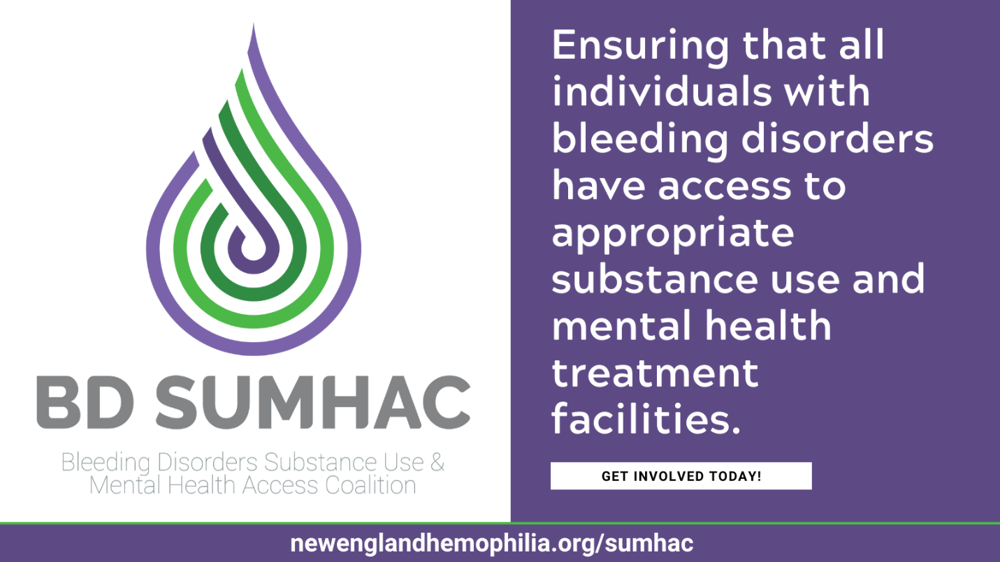 BD SUMHAC
Bleeding Disorders Substance Use &
Mental Health Access Coalition
Ensuring that all
individuals with
bleeding disorders
have access to
appropriate
substance use and
mental health
treatment
facilities.
GET INVOLVED TODAY!
newenglandhemophilia.org/sumhac